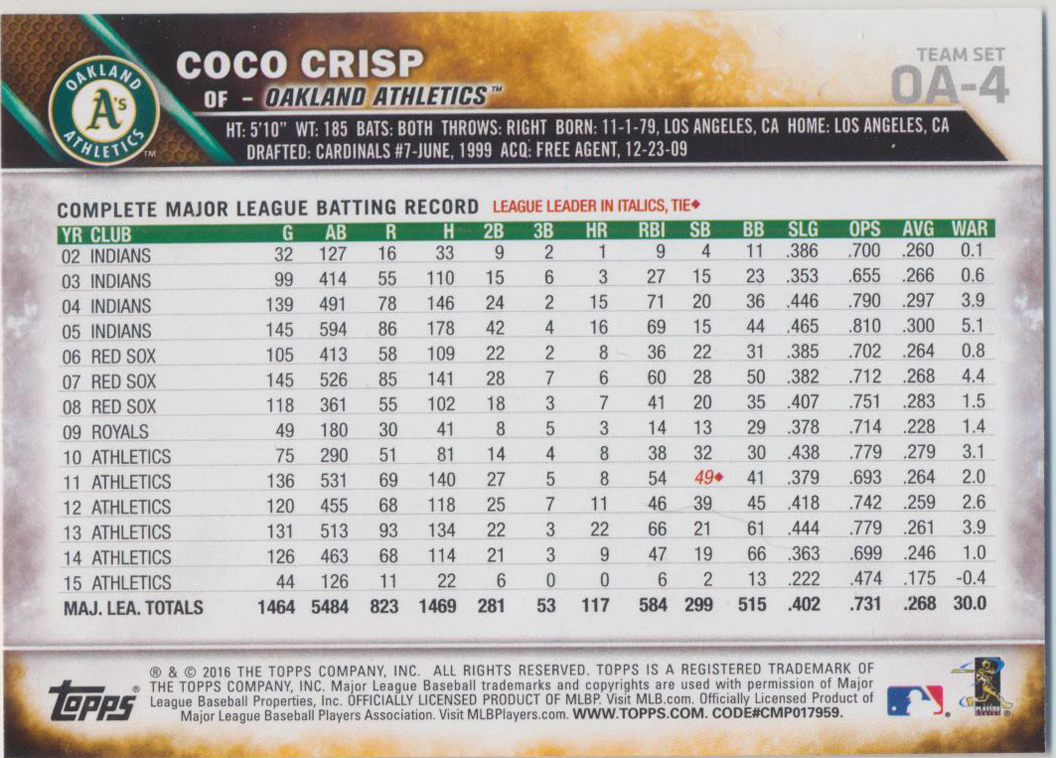 COCO CRISP
OF – OAKLAND ATHLETICS™
TEAM SET
OA-4
OAKLAND
A's
ATHLETICS
TM
HT: 5'10" WT: 185 BATS: BOTH THROWS: RIGHT BORN: 11-1-79, LOS ANGELES, CA HOME: LOS ANGELES, CA
DRAFTED: CARDINALS #7-JUNE, 1999 ACQ: FREE AGENT, 12-23-09
COMPLETE MAJOR LEAGUE BATTING RECORD LEAGUE LEADER IN ITALICS, TIE◆
YR CLUB G AB R H 2B 3B HR RBI SB BB SLG OPS AVG WAR
02 INDIANS 32 127 16 33 9 2 1 9 4 11 .386 .700 .260 0.1
03 INDIANS 99 414 55 110 15 6 3 27 15 23 .353 .655 .266 0.6
04 INDIANS 139 491 78 146 24 2 15 71 20 36 .446 .790 .297 3.9
05 INDIANS 145 594 86 178 42 4 16 69 15 44 .465 .810 .300 5.1
06 RED SOX 105 413 58 109 22 2 8 36 22 31 .385 .702 .264 0.8
07 RED SOX 145 526 85 141 28 7 6 60 28 50 .382 .712 .268 4.4
08 RED SOX 118 361 55 102 18 3 7 41 20 35 .407 .751 .283 1.5
09 ROYALS 49 180 30 41 8 5 3 14 13 29 .378 .714 .228 1.4
10 ATHLETICS 75 290 51 81 14 4 8 38 32 30 .438 .779 .279 3.1
11 ATHLETICS 136 531 69 140 27 5 8 54 49◆ 41 .379 .693 .264 2.0
12 ATHLETICS 120 455 68 118 25 7 11 46 39 45 .418 .742 .259 2.6
13 ATHLETICS 131 513 93 134 22 3 22 66 21 61 .444 .779 .261 3.9
14 ATHLETICS 126 463 68 114 21 3 9 47 19 66 .363 .699 .246 1.0
15 ATHLETICS 44 126 11 22 6 0 0 6 2 13 .222 .474 .175 -0.4
MAJ. LEA. TOTALS 1464 5484 823 1469 281 53 117 584 299 515 .402 .731 .268 30.0
Topps®
® & © 2016 THE TOPPS COMPANY, INC. ALL RIGHTS RESERVED. TOPPS IS A REGISTERED TRADEMARK OF
THE TOPPS COMPANY, INC. Major League Baseball trademarks and copyrights are used with permission of Major
League Baseball Properties, Inc. OFFICIALLY LICENSED PRODUCT OF MLBP. Visit MLB.com. Officially Licensed Product of
Major League Baseball Players Association. Visit MLBPlayers.com. WWW.TOPPS.COM. CODE#CMP017959.